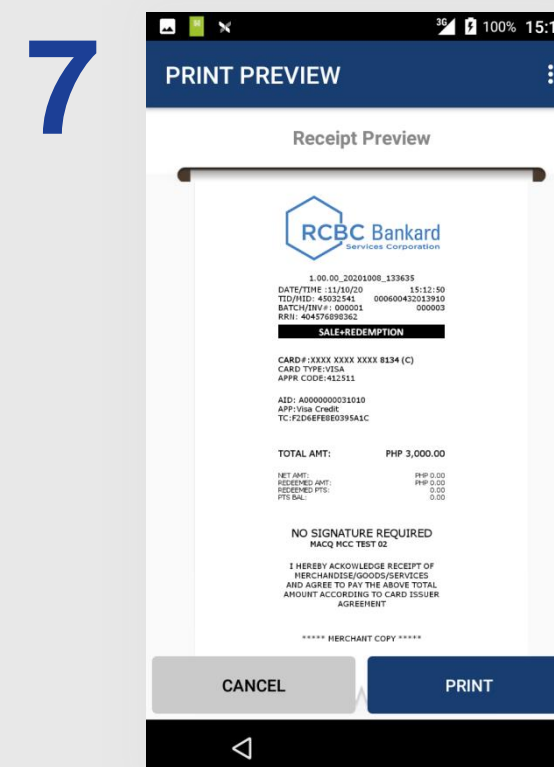 7
3G 100% 15:1
PRINT PREVIEW
Receipt Preview
RCBC Bankard
Services Corporation
1.00.00_20201008_133635
DATE/TIME :11/10/20 15:12:50
TID/MID: 45032541 000600432013910
BATCH/INV#: 000001 000003
RRN: 404576898362
SALE+REDEMPTION
CARD#:XXXX XXXX XXXX 8134 (C)
CARD TYPE:VISA
APPR CODE:412511
AID: A0000000031010
APP:Visa Credit
TC:F2D6EFE8E0395A1C
TOTAL AMT: PHP 3,000.00
NET AMT: PHP 0.00
REDEEMED AMT: PHP 0.00
REDEEMED PTS: 0.00
PTS BAL: 0.00
NO SIGNATURE REQUIRED
MACQ MCC TEST 02
I HEREBY ACKOWLEDGE RECEIPT OF
MERCHANDISE/GOODS/SERVICES
AND AGREE TO PAY THE ABOVE TOTAL
AMOUNT ACCORDING TO CARD ISSUER
AGREEMENT
***** MERCHANT COPY *****
CANCEL PRINT